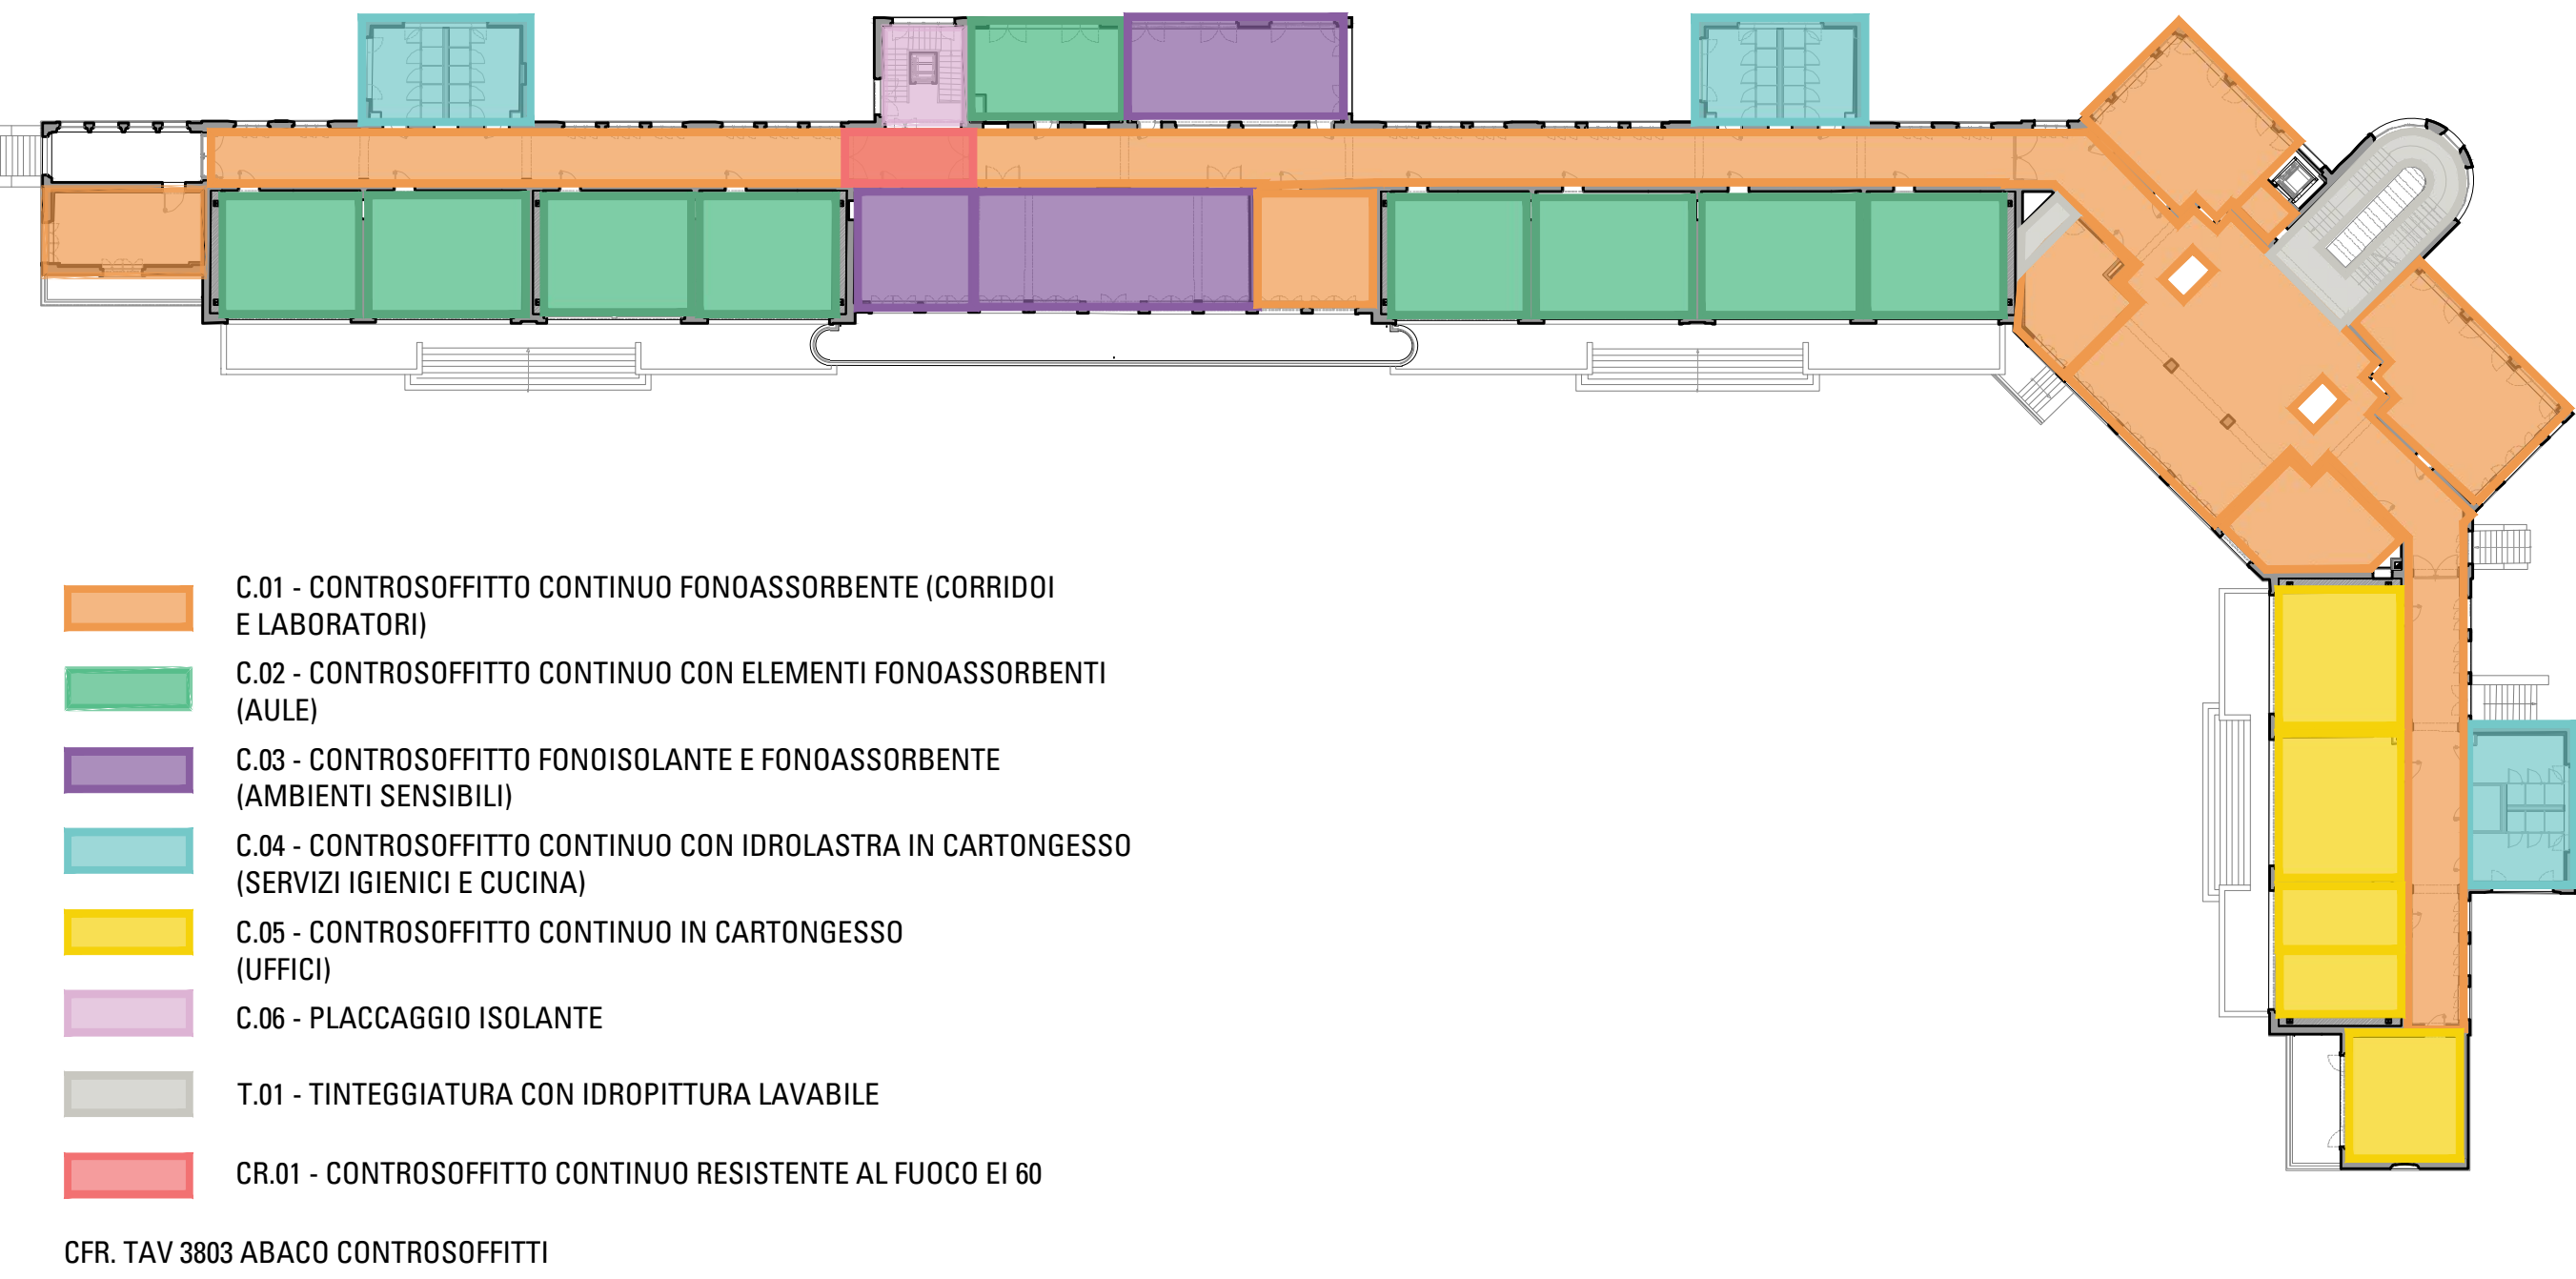 C.01 - CONTROSOFFITTO CONTINUO FONOASSORBENTE (CORRIDOI
E LABORATORI)
C.02 - CONTROSOFFITTO CONTINUO CON ELEMENTI FONOASSORBENTI
(AULE)
C.03 - CONTROSOFFITTO FONOISOLANTE E FONOASSORBENTE
(AMBIENTI SENSIBILI)
C.04 - CONTROSOFFITTO CONTINUO CON IDROLASTRA IN CARTONGESSO
(SERVIZI IGIENICI E CUCINA)
C.05 - CONTROSOFFITTO CONTINUO IN CARTONGESSO
(UFFICI)
C.06 - PLACCAGGIO ISOLANTE
T.01 - TINTEGGIATURA CON IDROPITTURA LAVABILE
CR.01 - CONTROSOFFITTO CONTINUO RESISTENTE AL FUOCO EI 60
CFR. TAV 3803 ABACO CONTROSOFFITTI